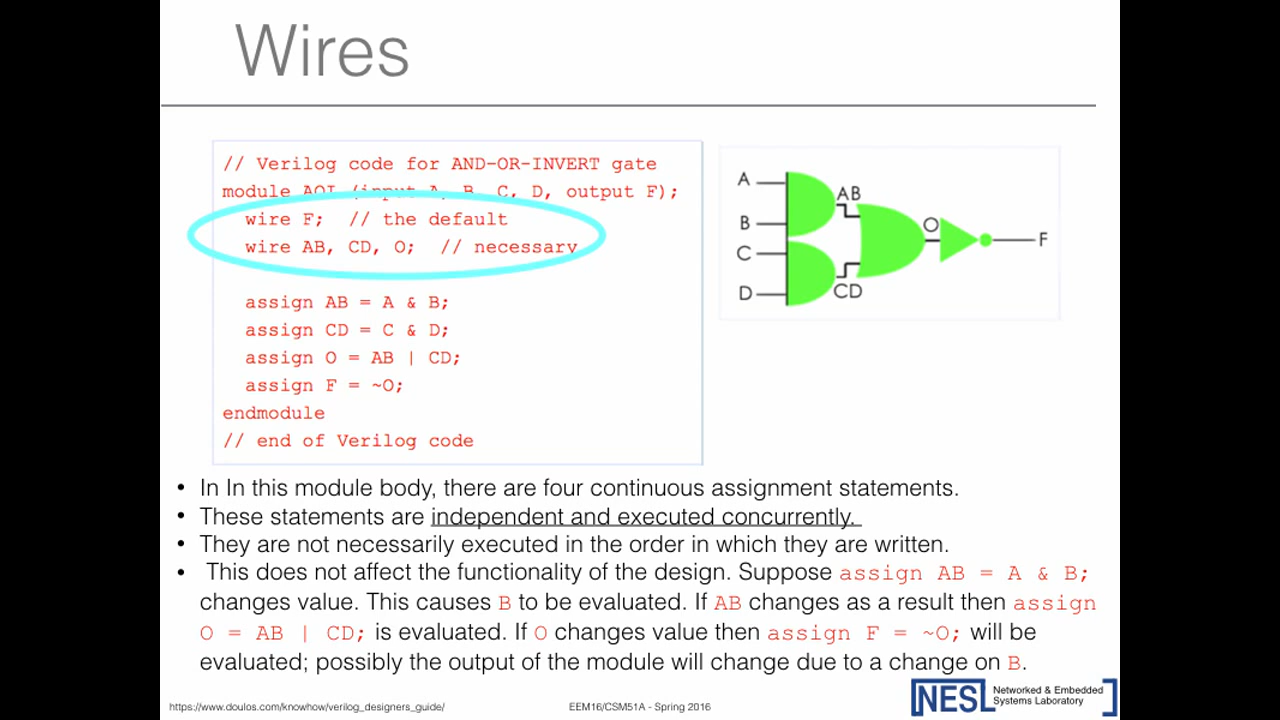 Wires
// Verilog code for AND-OR-INVERT gate
module AOI (input A, B, C, D, output F);
wire F; // the default
wire AB, CD, O; // necessary
assign AB = A & B;
assign CD = C & D;
assign O = AB | CD;
assign F = ~O;
endmodule
// end of Verilog code
A
B
C
D
AB
CD
O
F
• In In this module body, there are four continuous assignment statements.
• These statements are independent and executed concurrently.
• They are not necessarily executed in the order in which they are written.
• This does not affect the functionality of the design. Suppose assign AB = A & B;
changes value. This causes B to be evaluated. If AB changes as a result then assign
O = AB | CD; is evaluated. If O changes value then assign F = ~O; will be
evaluated; possibly the output of the module will change due to a change on B.
https://www.doulos.com/knowhow/verilog_designers_guide/
EEM16/CSM51A - Spring 2016
NESL
Networked & Embedded
Systems Laboratory